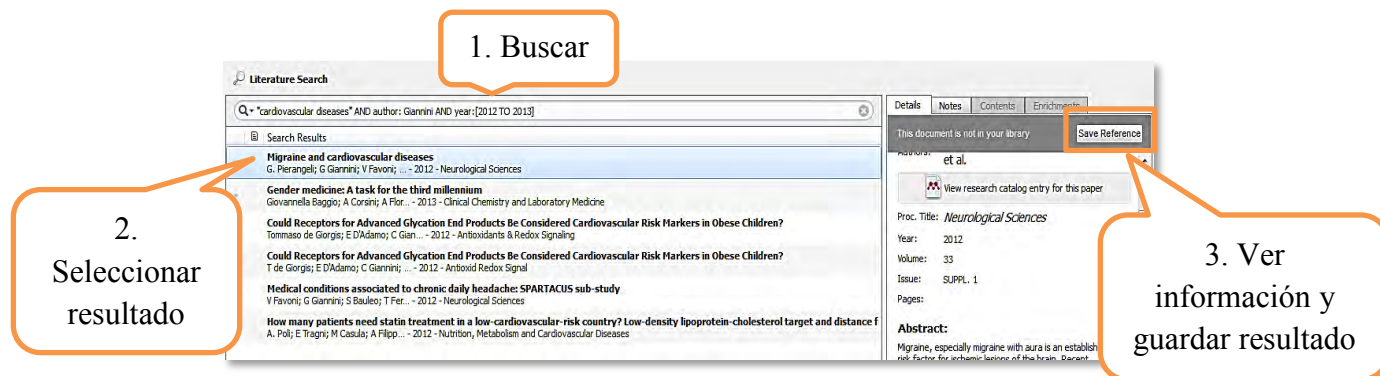 1. Buscar
Literature Search
"cardiovascular diseases" AND author: Giannini AND year:[2012 TO 2013]
Search Results
Migraine and cardiovascular diseases
G. Pierangeli; G Giannini; V Favoni; ... - 2012 - Neurological Sciences
Gender medicine: A task for the third millennium
Giovannella Baggio; A Corsini; A Flor... - 2013 - Clinical Chemistry and Laboratory Medicine
Could Receptors for Advanced Glycation End Products Be Considered Cardiovascular Risk Markers in Obese Children?
Tommaso de Giorgis; E D'Adamo; C Gian... - 2012 - Antioxidants & Redox Signaling
Could Receptors for Advanced Glycation End Products Be Considered Cardiovascular Risk Markers in Obese Children?
T de Giorgis; E D'Adamo; C Giannini; ... - 2012 - Antioxid Redox Signal
Medical conditions associated to chronic daily headache: SPARTACUS sub-study
V Favoni; G Giannini; S Bauleo; T Fer... - 2012 - Neurological Sciences
How many patients need statin treatment in a low-cardiovascular-risk country? Low-density lipoprotein-cholesterol target and distance f
A. Poli; E Tragni; M Casula; A Filipp... - 2012 - Nutrition, Metabolism and Cardiovascular Diseases
Details Notes Contents Enrichments
This document is not in your library Save Reference
Authors: et al.
View research catalog entry for this paper
Proc. Title: Neurological Sciences
Year: 2012
Volume: 33
Issue: SUPPL. 1
Pages:
Abstract:
Migraine, especially migraine with aura is an establish
risk factor for ischemic lesions of the brain. Recent
2.
Seleccionar
resultado
3. Ver
información y
guardar resultado